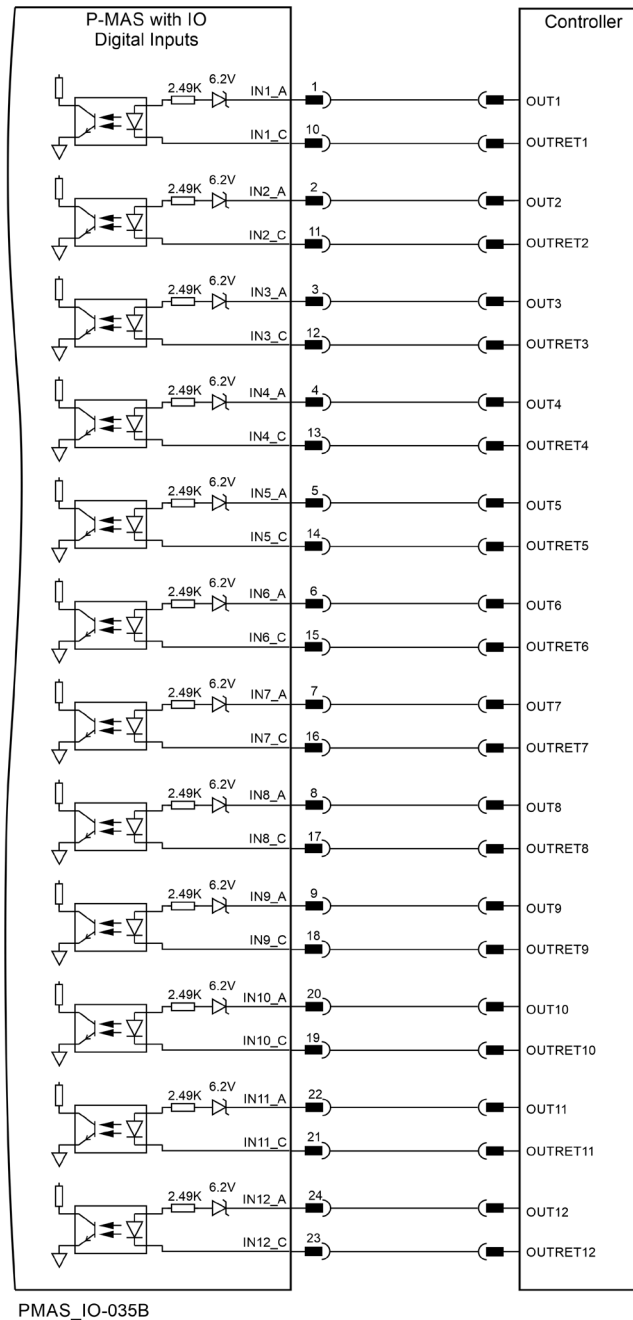 P-MAS with IO
Digital Inputs
Controller
2.49K 6.2V IN1_A 1 OUT1
IN1_C 10 OUTRET1
2.49K 6.2V IN2_A 2 OUT2
IN2_C 11 OUTRET2
2.49K 6.2V IN3_A 3 OUT3
IN3_C 12 OUTRET3
2.49K 6.2V IN4_A 4 OUT4
IN4_C 13 OUTRET4
2.49K 6.2V IN5_A 5 OUT5
IN5_C 14 OUTRET5
2.49K 6.2V IN6_A 6 OUT6
IN6_C 15 OUTRET6
2.49K 6.2V IN7_A 7 OUT7
IN7_C 16 OUTRET7
2.49K 6.2V IN8_A 8 OUT8
IN8_C 17 OUTRET8
2.49K 6.2V IN9_A 9 OUT9
IN9_C 18 OUTRET9
2.49K 6.2V IN10_A 20 OUT10
IN10_C 19 OUTRET10
2.49K 6.2V IN11_A 22 OUT11
IN11_C 21 OUTRET11
2.49K 6.2V IN12_A 24 OUT12
IN12_C 23 OUTRET12
PMAS_IO-035B